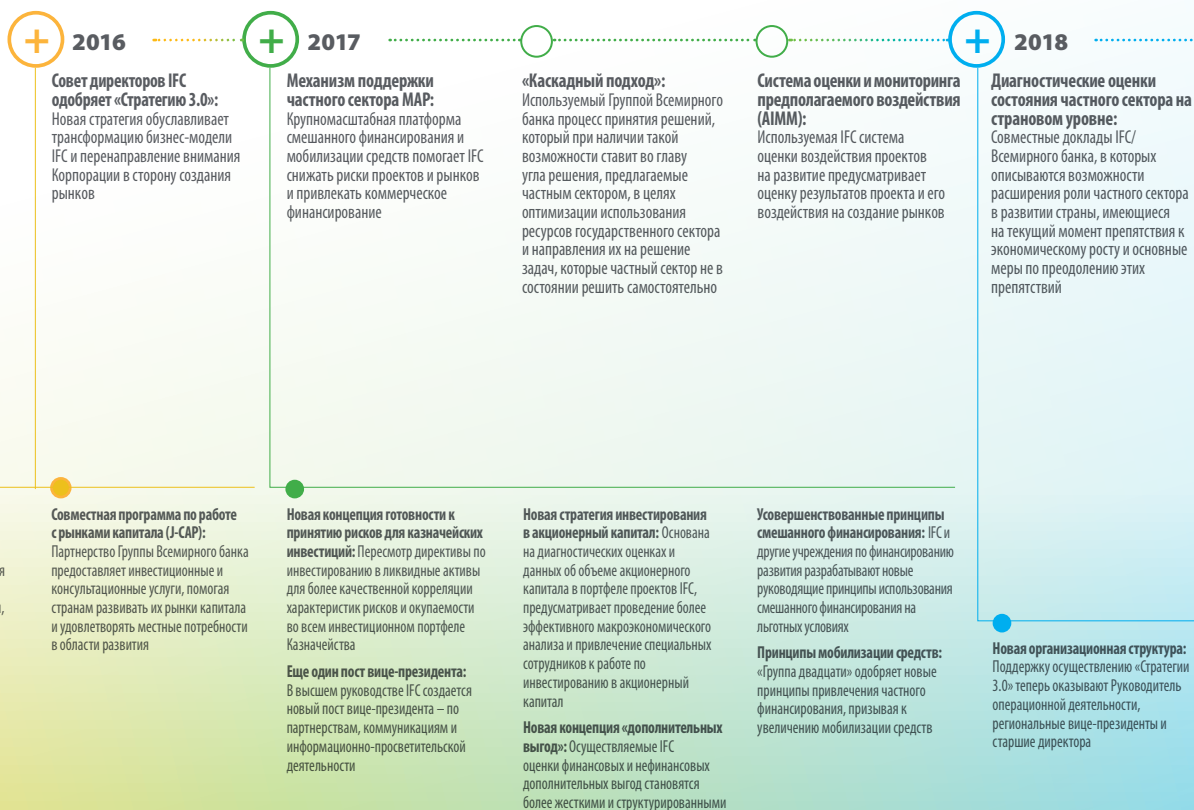 2016
Совет директоров IFC
одобряет «Стратегию 3.0»:
Новая стратегия обуславливает
трансформацию бизнес-модели
IFC и перенаправление внимания
Корпорации в сторону создания
рынков
2017
Механизм поддержки
частного сектора MAP:
Крупномасштабная платформа
смешанного финансирования и
мобилизации средств помогает IFC
снижать риски проектов и рынков
и привлекать коммерческое
финансирование
«Каскадный подход»:
Используемый Группой Всемирного
банка процесс принятия решений,
который при наличии такой
возможности ставит во главу
угла решения, предлагаемые
частным сектором, в целях
оптимизации использования
ресурсов государственного сектора
и направления их на решение
задач, которые частный сектор не в
состоянии решить самостоятельно
Система оценки и мониторинга
предполагаемого воздействия
(AIMM):
Используемая IFC система
оценки воздействия проектов
на развитие предусматривает
оценку результатов проекта и его
воздействия на создание рынков
2018
Диагностические оценки
состояния частного сектора на
страновом уровне:
Совместные доклады IFC/
Всемирного банка, в которых
описываются возможности
расширения роли частного сектора
в развитии страны, имеющиеся
на текущий момент препятствия к
экономическому росту и основные
меры по преодолению этих
препятствий
я
,
Совместная программа по работе
с рынками капитала (J-CAP):
Партнерство Группы Всемирного банка
предоставляет инвестиционные и
консультационные услуги, помогая
странам развивать их рынки капитала
и удовлетворять местные потребности
в области развития
Новая концепция готовности к
принятию рисков для казначейских
инвестиций: Пересмотр директивы по
инвестированию в ликвидные активы
для более качественной корреляции
характеристик рисков и окупаемости
во всем инвестиционном портфеле
Казначейства
Еще один пост вице-президента:
В высшем руководстве IFC создается
новый пост вице-президента – по
партнерствам, коммуникациям и
информационно-просветительской
деятельности
Новая стратегия инвестирования
в акционерный капитал: Основана
на диагностических оценках и
данных об объеме акционерного
капитала в портфеле проектов IFC,
предусматривает проведение более
эффективного макроэкономического
анализа и привлечение специальных
сотрудников к работе по
инвестированию в акционерный
капитал
Новая концепция «дополнительных
выгод»: Осуществляемые IFC
оценки финансовых и нефинансовых
дополнительных выгод становятся
более жесткими и структурированными
Усовершенствованные принципы
смешанного финансирования: IFC и
другие учреждения по финансированию
развития разрабатывают новые
руководящие принципы использования
смешанного финансирования на
льготных условиях
Принципы мобилизации средств:
«Группа двадцати» одобряет новые
принципы привлечения частного
финансирования, призывая к
увеличению мобилизации средств
Новая организационная структура:
Поддержку осуществлению «Стратегии
3.0» теперь оказывают Руководитель
операционной деятельности,
региональные вице-президенты и
старшие директора